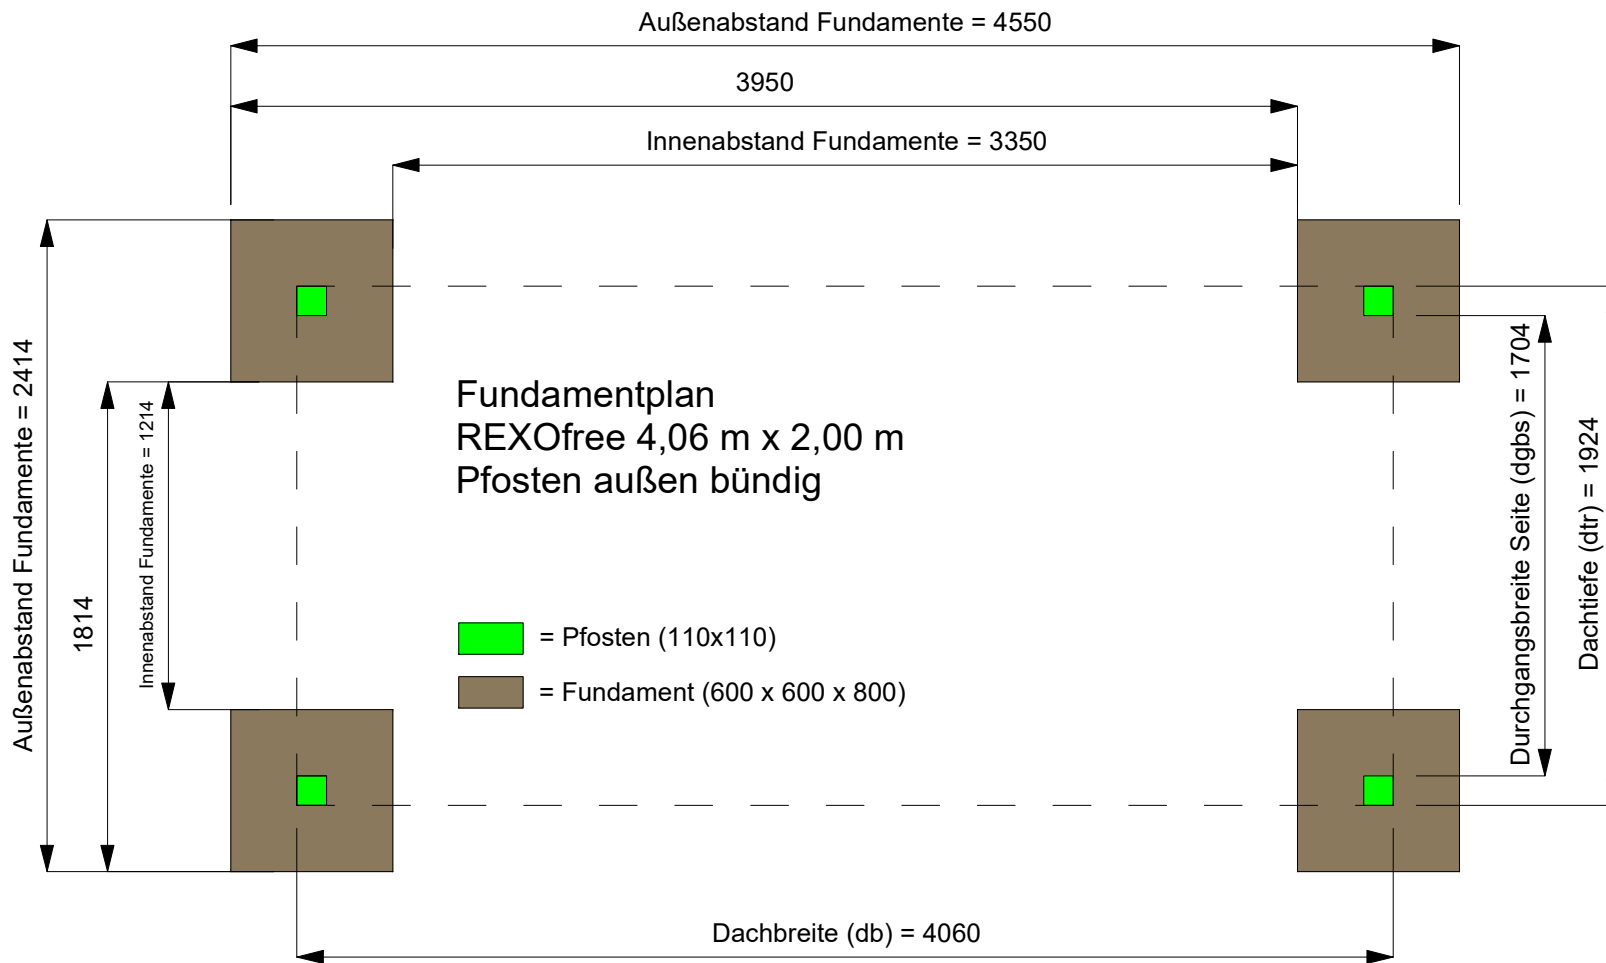 Außenabstand Fundamente = 4550
3950
Innenabstand Fundamente = 3350
Außenabstand Fundamente = 2414
1814
Innenabstand Fundamente = 1214
Fundamentplan
REXOfree 4,06 m x 2,00 m
Pfosten außen bündig
= Pfosten (110x110)
= Fundament (600 x 600 x 800)
Durchgangsbreite Seite (dgbs) = 1704
Dachtiefe (dtr) = 1924
Dachbreite (db) = 4060